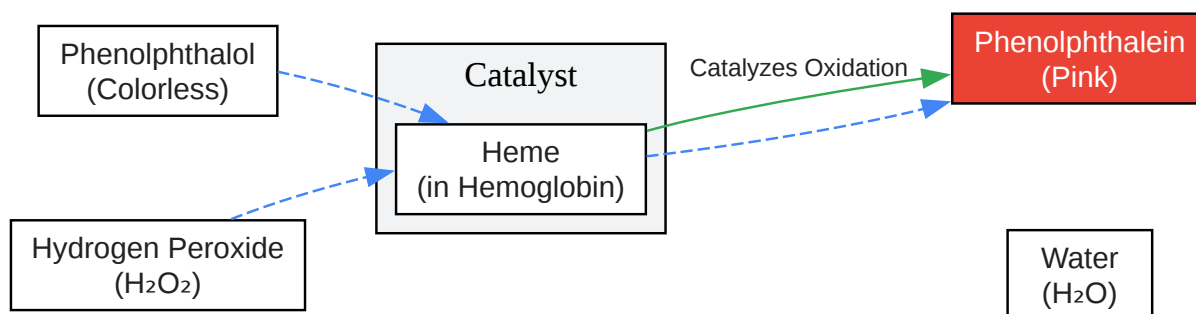 Phenolphthalol
(Colorless)
Hydrogen Peroxide
(H₂O₂)
Catalyst
Heme
(in Hemoglobin)
Catalyzes Oxidation
Phenolphthalein
(Pink)
Water
(H₂O)